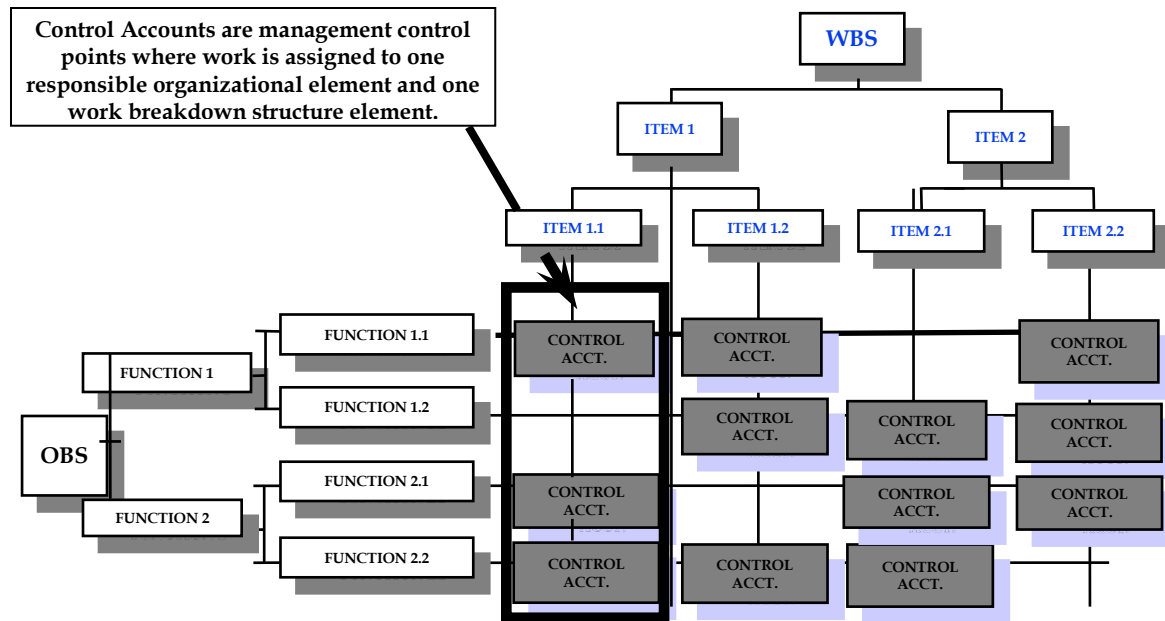 Control Accounts are management control
points where work is assigned to one
responsible organizational element and one
work breakdown structure element.
WBS
ITEM 1
ITEM 2
ITEM 1.1
ITEM 1.2
ITEM 2.1
ITEM 2.2
OBS
FUNCTION 1
FUNCTION 2
FUNCTION 1.1
CONTROL
ACCT.
CONTROL
ACCT.
CONTROL
ACCT.
FUNCTION 1.2
CONTROL
ACCT.
CONTROL
ACCT.
CONTROL
ACCT.
FUNCTION 2.1
CONTROL
ACCT.
CONTROL
ACCT.
CONTROL
ACCT.
FUNCTION 2.2
CONTROL
ACCT.
CONTROL
ACCT.
CONTROL
ACCT.